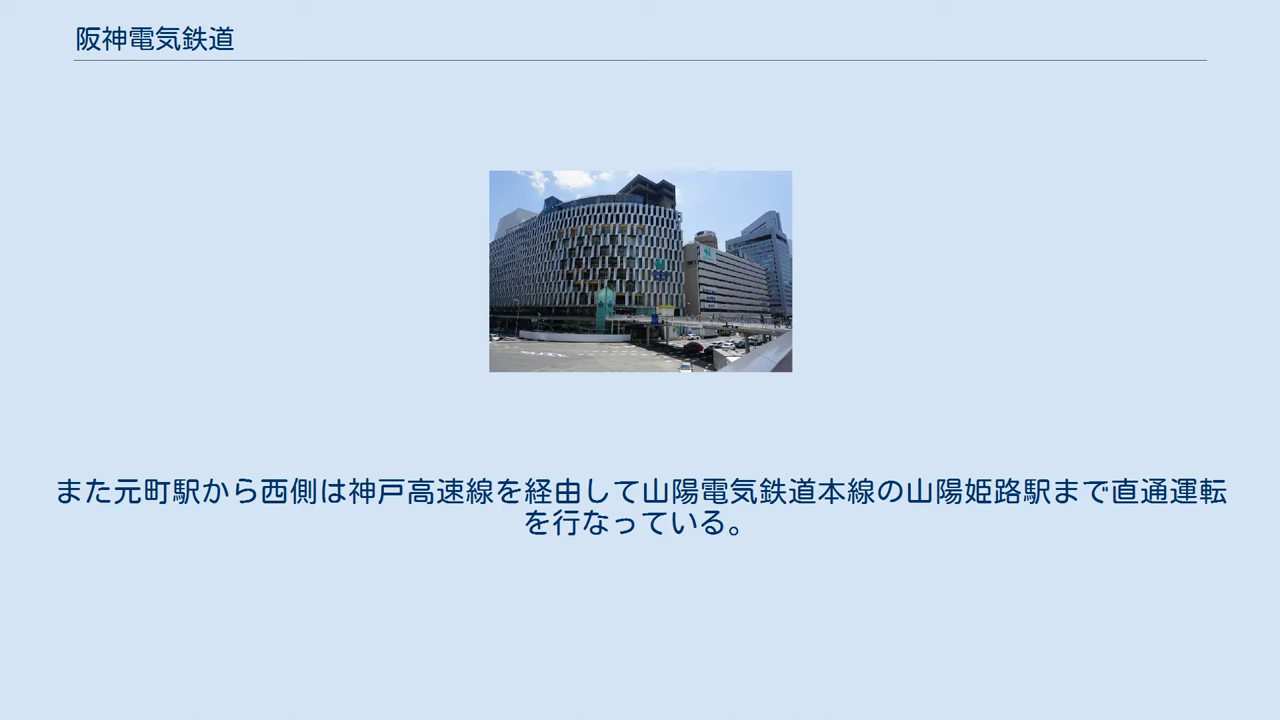 阪神電気鉄道
また元町駅から西側は神戸高速線を経由して山陽電気鉄道本線の山陽姫路駅まで直通運転
を行なっている。